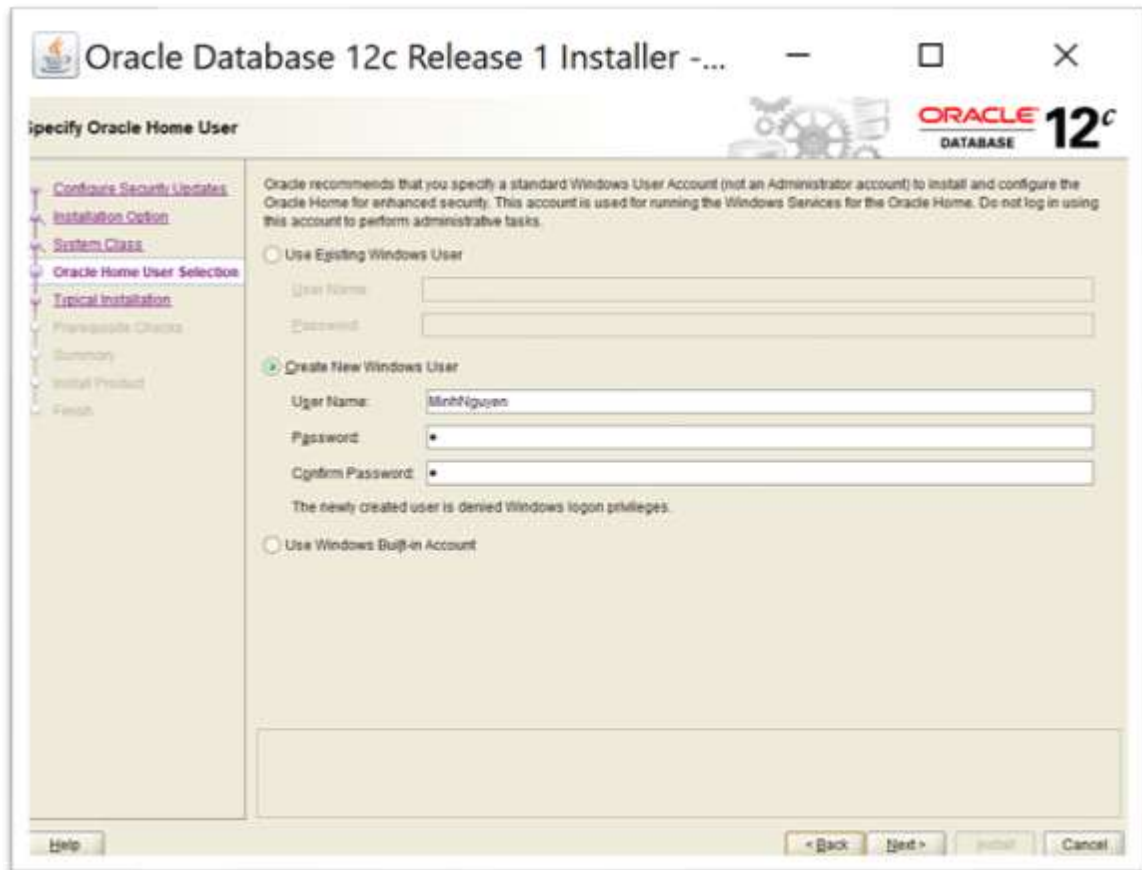 Oracle Database 12c Release 1 Installer -...
Specify Oracle Home User
ORACLE
DATABASE
12c
Configure Security Updates
Installation Option
System Class
Oracle Home User Selection
Typical Installation
Prerequisite Checks
Summary
Install Product
Finish
Oracle recommends that you specify a standard Windows User Account (not an Administrator account) to install and configure the
Oracle Home for enhanced security. This account is used for running the Windows Services for the Oracle Home. Do not log in using
this account to perform administrative tasks.
Use Existing Windows User
User Name:
Password:
Create New Windows User
User Name: MinhNguyen
Password: •
Confirm Password: •
The newly created user is denied Windows logon privileges.
Use Windows Built-in Account
Help
< Back
Next >
Install
Cancel